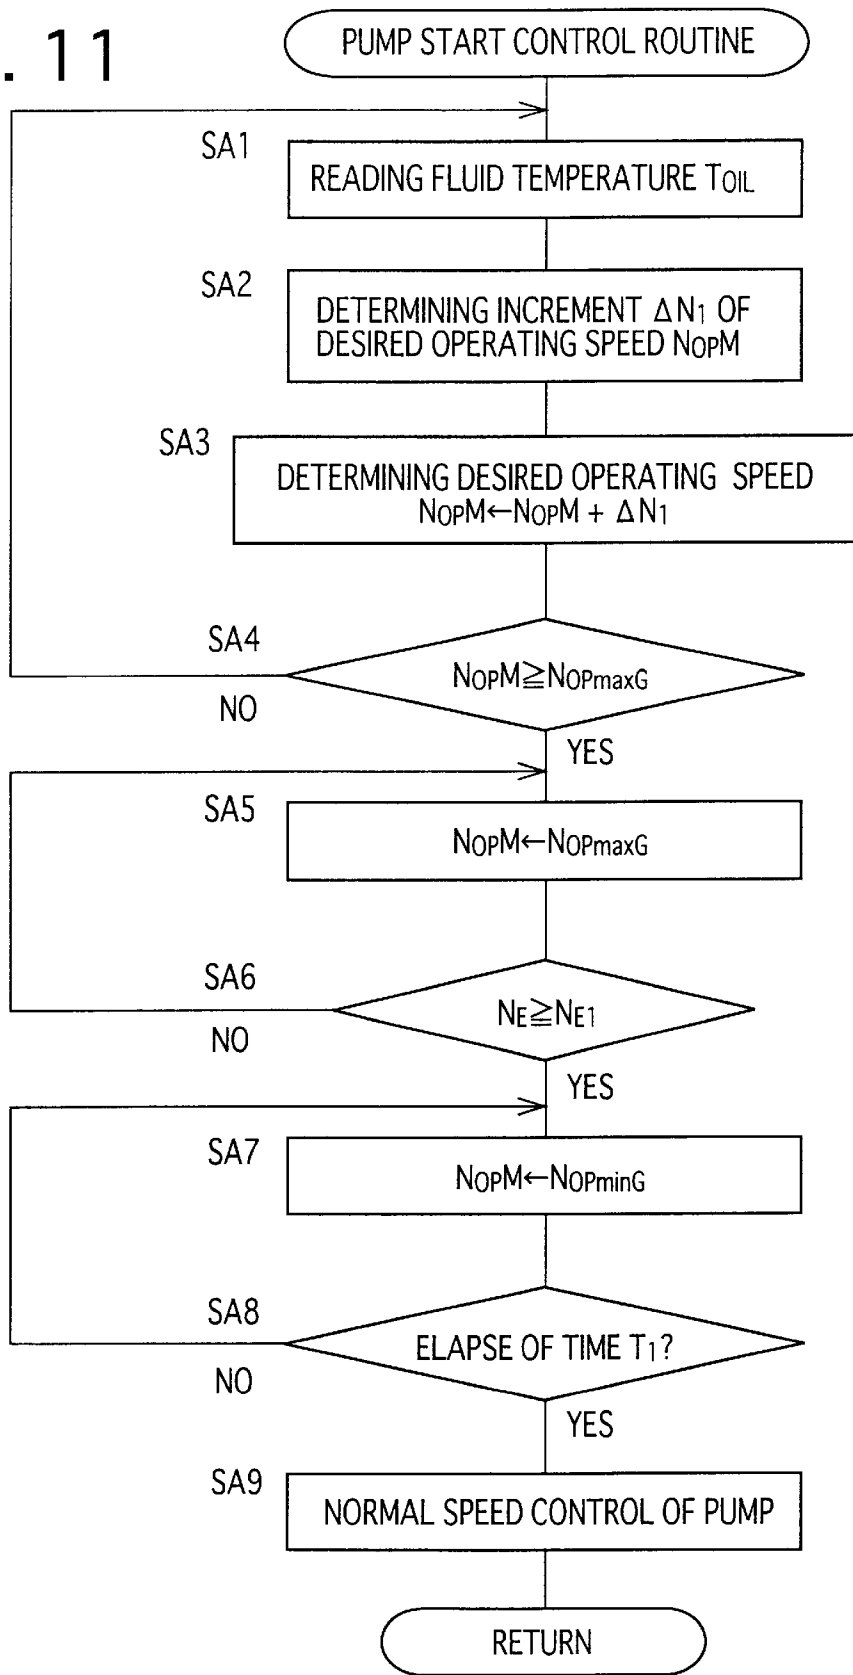 . 11
PUMP START CONTROL ROUTINE
SA1
READING FLUID TEMPERATURE TOIL
SA2
DETERMINING INCREMENT ΔN1 OF
DESIRED OPERATING SPEED NOPM
SA3
DETERMINING DESIRED OPERATING SPEED
NOPM←NOPM + ΔN1
SA4
NOPM≧NOPmaxG
NO
YES
SA5
NOPM←NOPmaxG
SA6
NE≧NE1
NO
YES
SA7
NOPM←NOPminG
SA8
ELAPSE OF TIME T1?
NO
YES
SA9
NORMAL SPEED CONTROL OF PUMP
RETURN